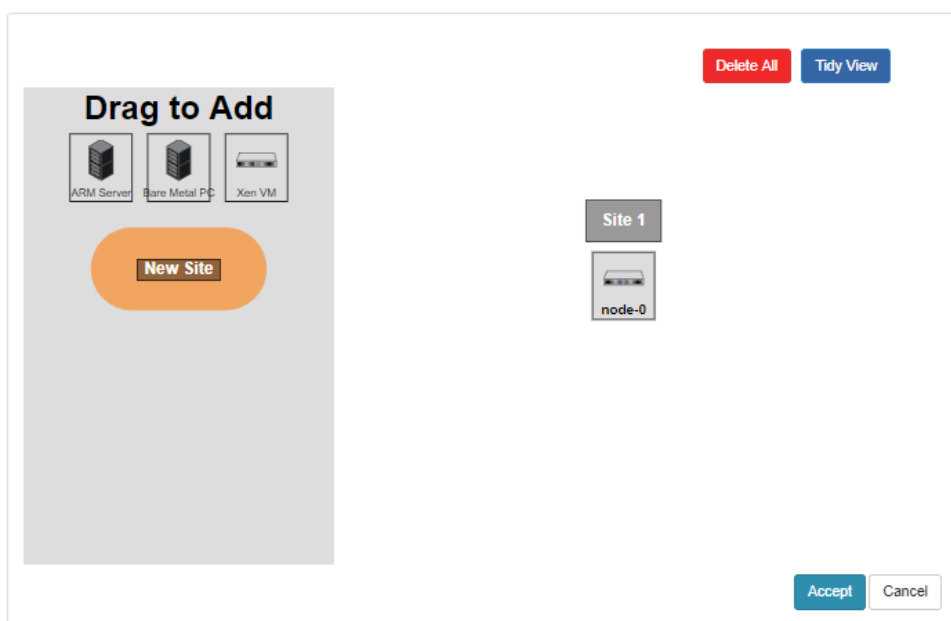 Delete All
Tidy View
Drag to Add
ARM Server
Bare Metal PC
Xen VM
New Site
Site 1
node-0
Accept
Cancel